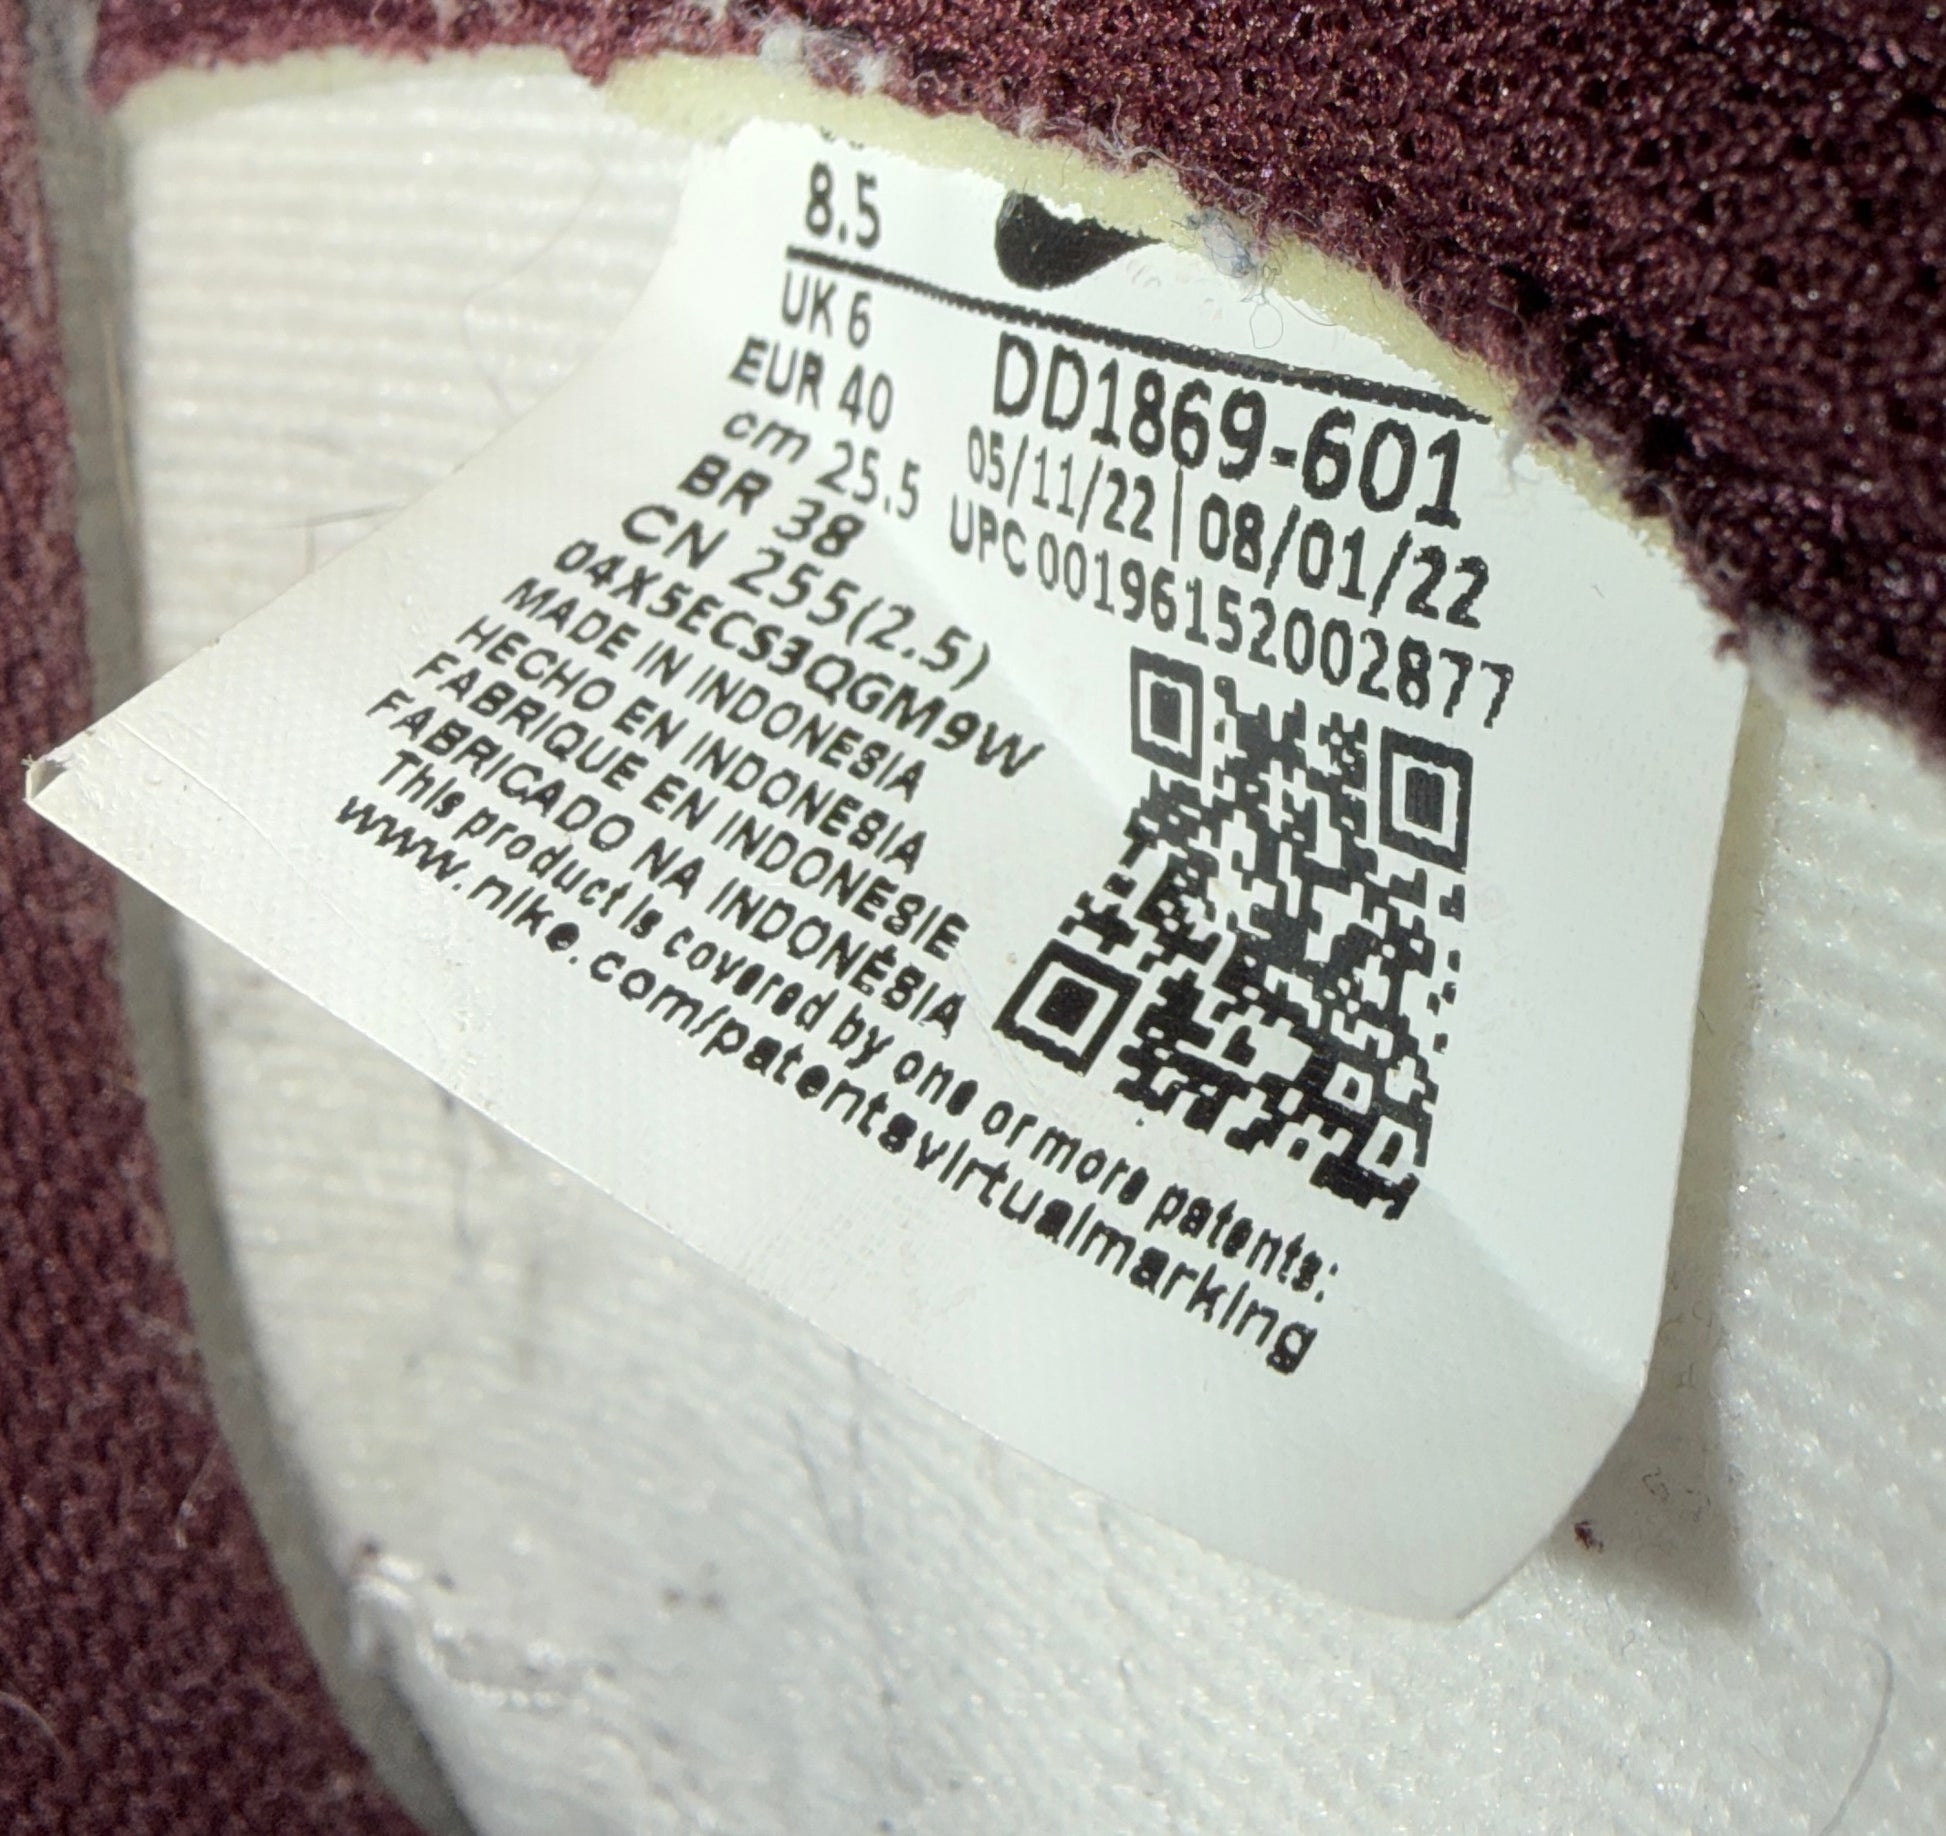 8.5
UK 6
EUR 40
cm 25.5
BR 38
CN 255(2.5)
04X5ECS3QGM9W
MADE IN INDONESIA
HECHO EN INDONESIA
FABRIQUE EN INDONÉSIE
FABRICADO NA INDONÉSIA
This product is covered by one or more patents:
www.nike.com/patentsvirtualmarking
DD1869-601
05/11/22 | 08/01/22
UPC 00196152002877